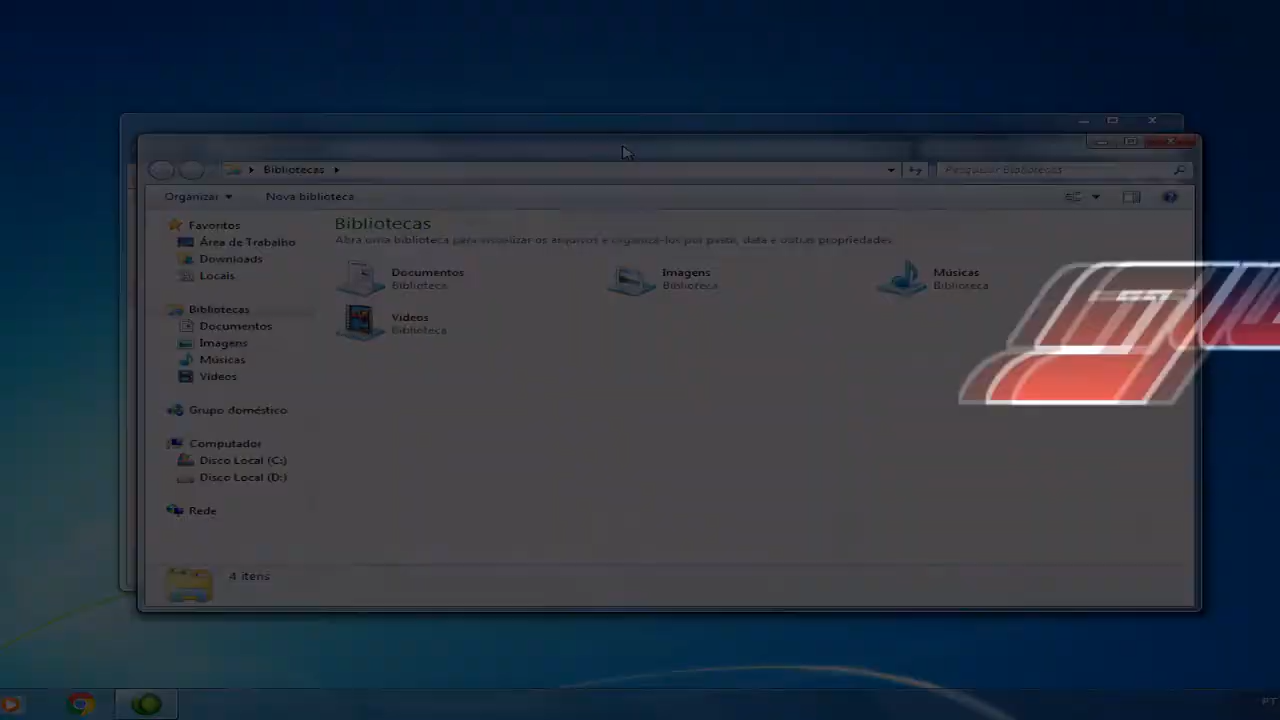 Bibliotecas
Pesquisar Bibliotecas
Organizar
Nova biblioteca
Favoritos
Área de Trabalho
Downloads
Locais
Bibliotecas
Documentos
Imagens
Músicas
Vídeos
Grupo doméstico
Computador
Disco Local (C:)
Disco Local (D:)
Rede
Bibliotecas
Abra uma biblioteca para visualizar os arquivos e organizá-los por pasta, data e outras propriedades.
Documentos
Biblioteca
Imagens
Biblioteca
Músicas
Biblioteca
Vídeos
Biblioteca
4 itens
PT